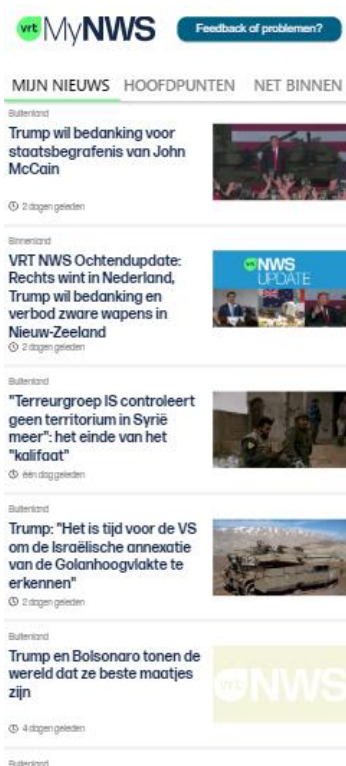 vrt MyNWS Feedback of problemen?
MIJN NIEUWS HOOFDPUNTEN NET BINNEN
Buitenland
Trump wil bedanking voor
staatsbegrafenis van John
McCain
2 dagen geleden
Binnenland
VRT NWS Ochtendupdate:
Rechts wint in Nederland,
Trump wil bedanking en
verbod zware wapens in
Nieuw-Zeeland
2 dagen geleden
NWS
UPDATE
Buitenland
"Terreurgroep IS controleert
geen territorium in Syrië
meer": het einde van het
"kalifaat"
één dag geleden
Buitenland
Trump: "Het is tijd voor de VS
om de Israëlische annexatie
van de Golanhoogvlakte te
erkennen"
2 dagen geleden
Buitenland
Trump en Bolsonaro tonen de
wereld dat ze beste maatjes
zijn
4 dagen geleden
vrt NWS
Buitenland